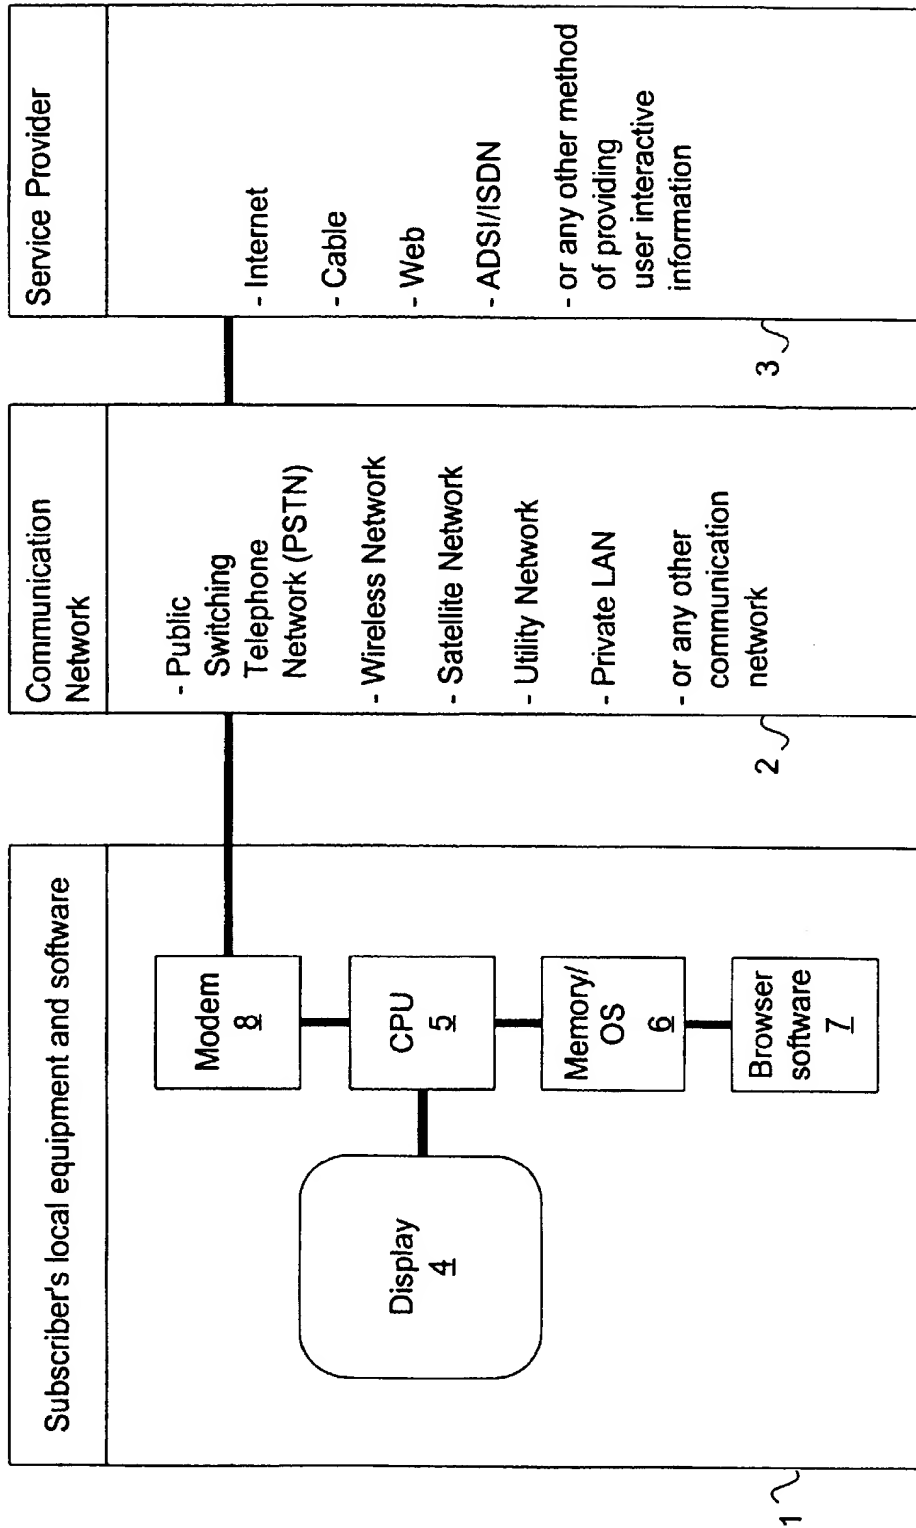 Subscriber's local equipment and software
Display
4
Modem
8
CPU
5
Memory/
OS
6
Browser
software
7
1
Communication
Network
- Public
Switching
Telephone
Network (PSTN)
- Wireless Network
- Satellite Network
- Utility Network
- Private LAN
- or any other
communication
network
2
Service Provider
- Internet
- Cable
- Web
- ADSI/ISDN
- or any other method
of providing
user interactive
information
3